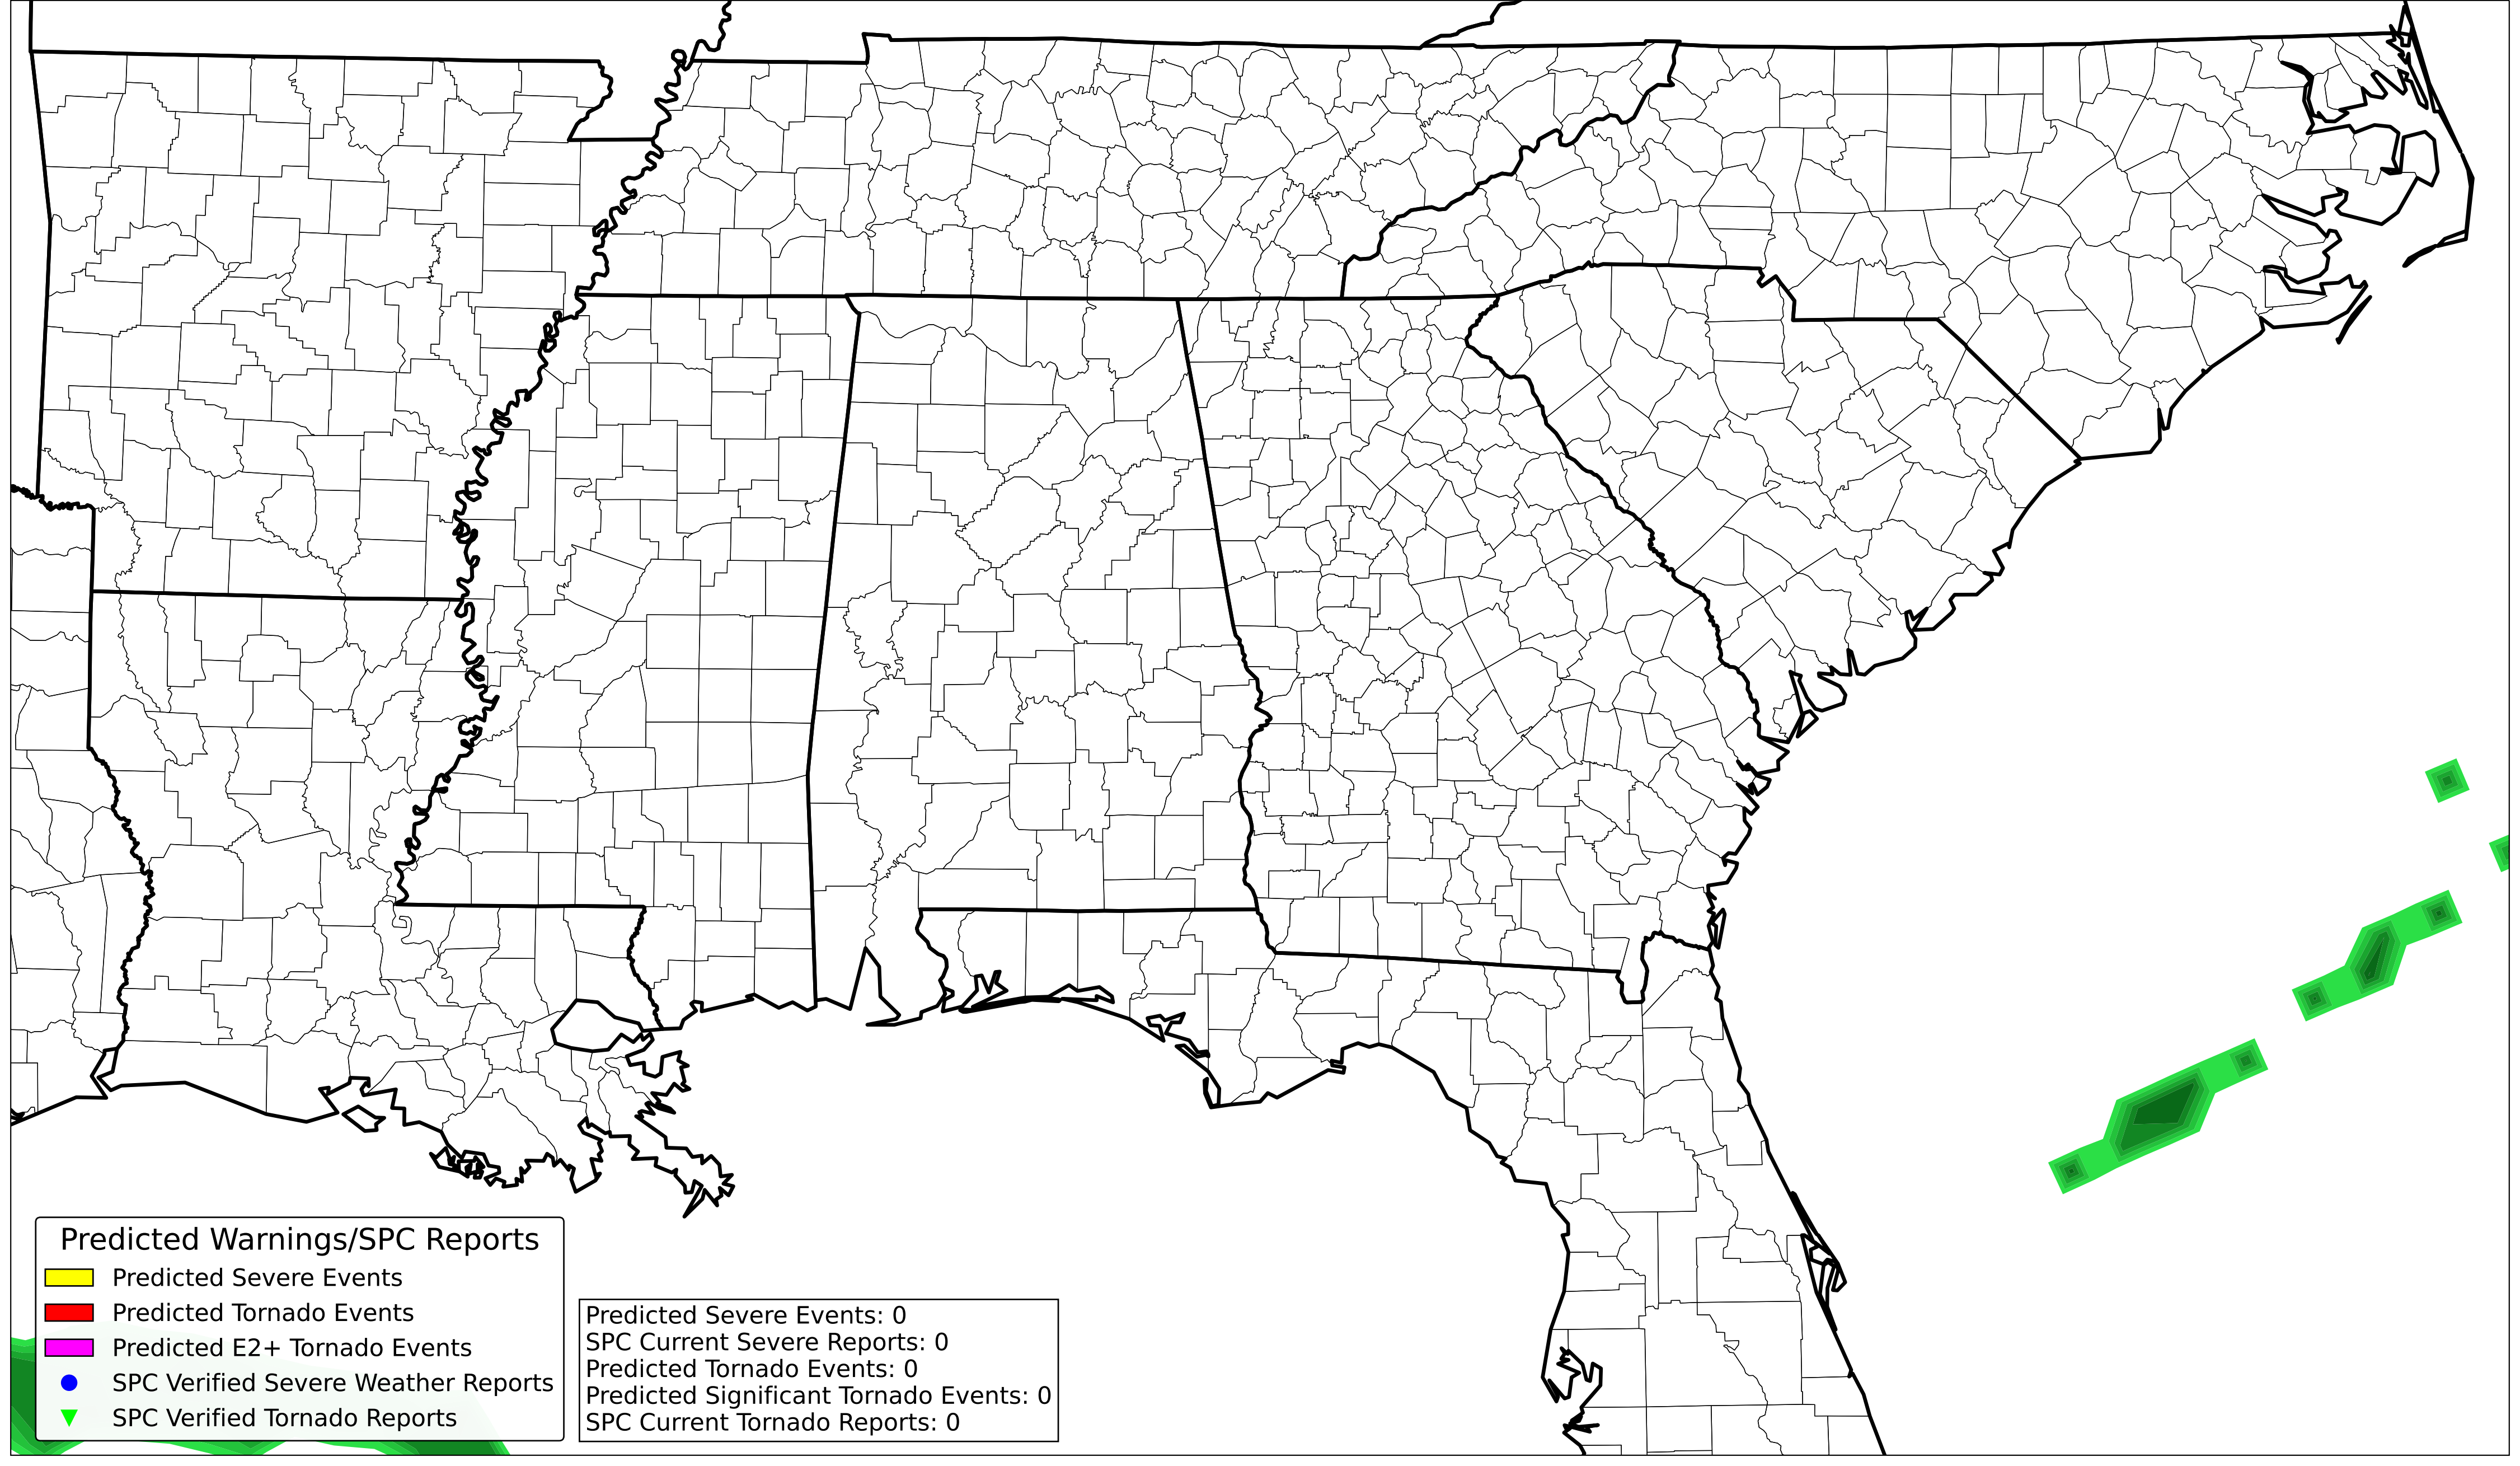 Predicted Warnings/SPC Reports
Predicted Severe Events
Predicted Tornado Events
Predicted E2+ Tornado Events
SPC Verified Severe Weather Reports
SPC Verified Tornado Reports
Predicted Severe Events: 0
SPC Current Severe Reports: 0
Predicted Tornado Events: 0
Predicted Significant Tornado Events: 0
SPC Current Tornado Reports: 0